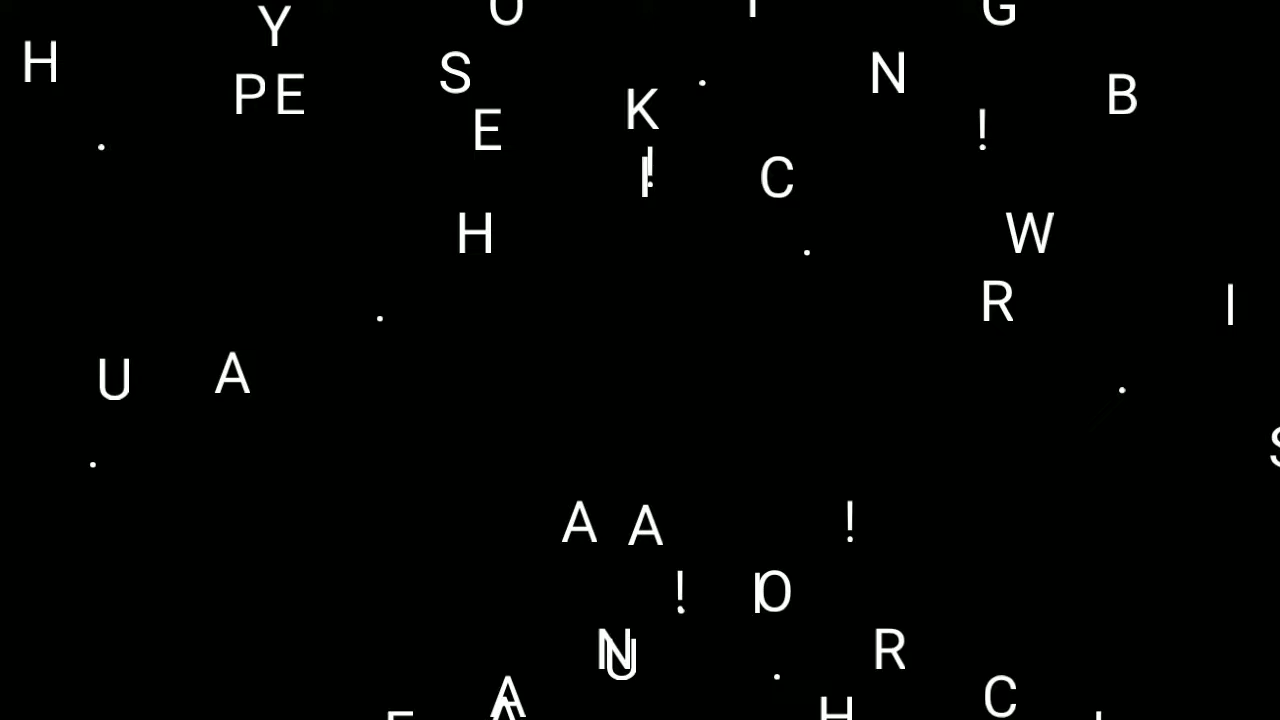 O I G
Y
H
S N
PE B
K
E !
! .
I C
H W
R I
A
U
S
A A !
! I O
N U R
A C
A H